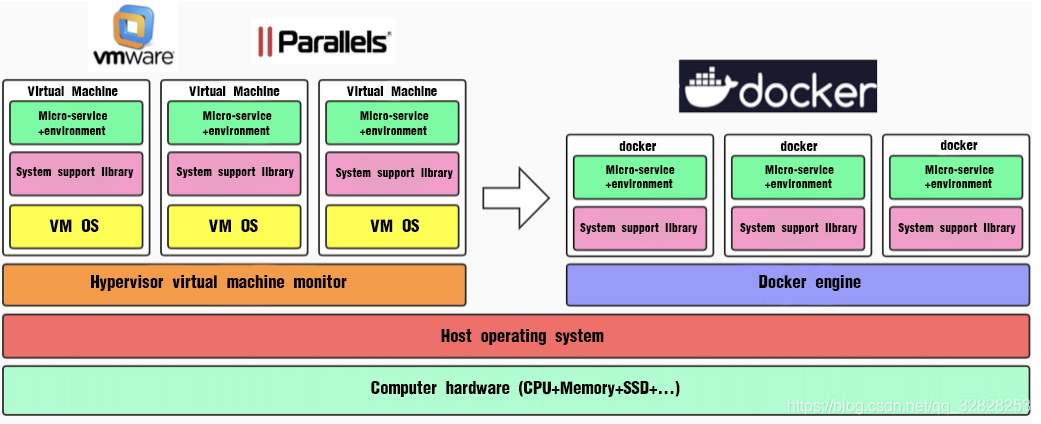 vmware
Parallels®
Virtual Machine
Micro-service
+environment
System support library
VM OS
Virtual Machine
Micro-service
+environment
System support library
VM OS
Virtual Machine
Micro-service
+environment
System support library
VM OS
Hypervisor virtual machine monitor
docker
docker
Micro-service
+environment
System support library
docker
Micro-service
+environment
System support library
docker
Micro-service
+environment
System support library
Docker engine
Host operating system
Computer hardware (CPU+Memory+SSD+...)
https://blog.csdn.net/qq_32828253